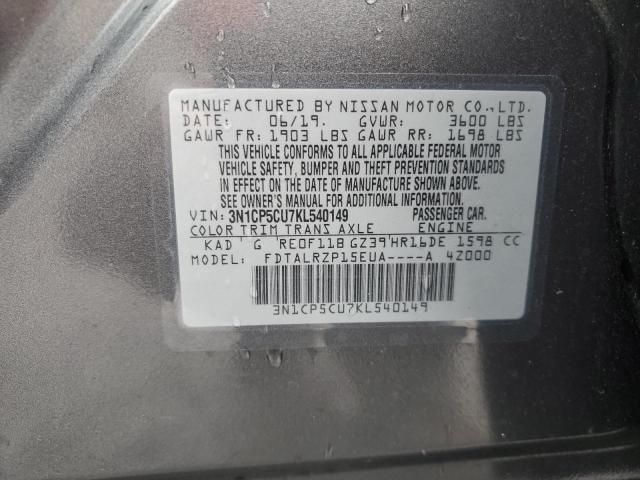 MANUFACTURED BY NISSAN MOTOR CO.,LTD.
DATE: 06/19. GVWR: 3600 LBS
GAWR FR: 1903 LBS GAWR RR: 1698 LBS
THIS VEHICLE CONFORMS TO ALL APPLICABLE FEDERAL MOTOR
VEHICLE SAFETY, BUMPER AND THEFT PREVENTION STANDARDS
IN EFFECT ON THE DATE OF MANUFACTURE SHOWN ABOVE.
SEE OWNER'S MANUAL FOR ADDITIONAL INFORMATION.
VIN: 3N1CP5CU7KL540149 PASSENGER CAR.
COLOR TRIM TRANS AXLE ENGINE
KAD ' G 'RE0F11B GZ39'HR16DE 1598 CC
MODEL: FDTALRZP15EUA----A 4Z000
3N1CP5CU7KL540149